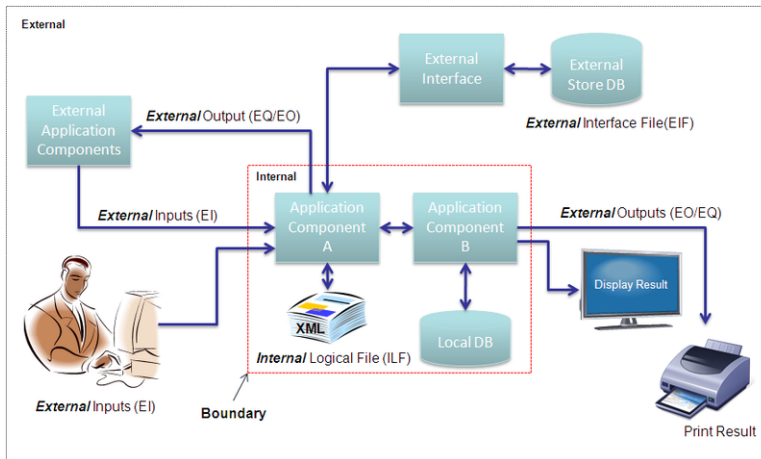 External
External
Interface
External
Store DB
External Interface File(EIF)
External
Application
Components
External Output (EQ/EO)
External Inputs (EI)
Internal
Application
Component
A
Application
Component
B
External Outputs (EO/EQ)
Display Result
XML
Internal Logical File (ILF)
Local DB
External Inputs (EI)
Boundary
Print Result